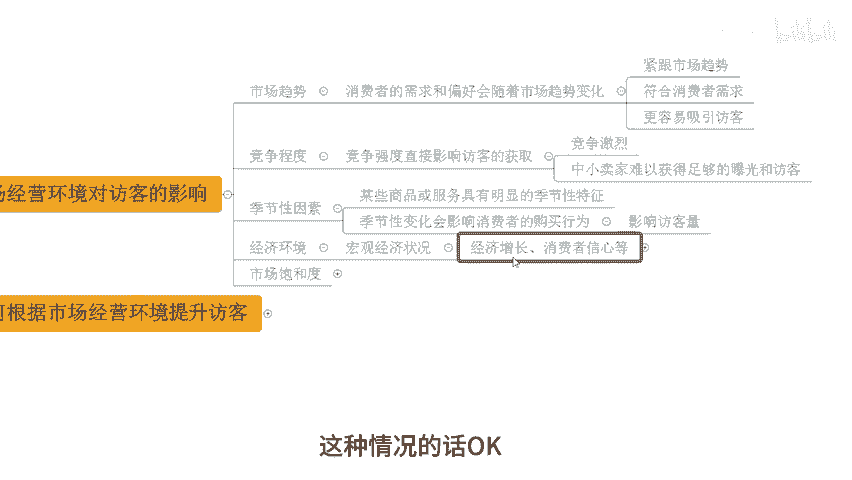 紧跟市场趋势
市场趋势 消费者的需求和偏好会随着市场趋势变化 符合消费者需求
更容易吸引访客
竞争激烈
竞争程度 竞争强度直接影响访客的获取
中小卖家难以获得足够的曝光和访客
场经营环境对访客的影响
某些商品或服务具有明显的季节性特征
季节性因素
季节性变化会影响消费者的购买行为 影响访客量
经济环境 宏观经济状况 经济增长、消费者信心等
市场饱和度
何根据市场经营环境提升访客
这种情况的话OK